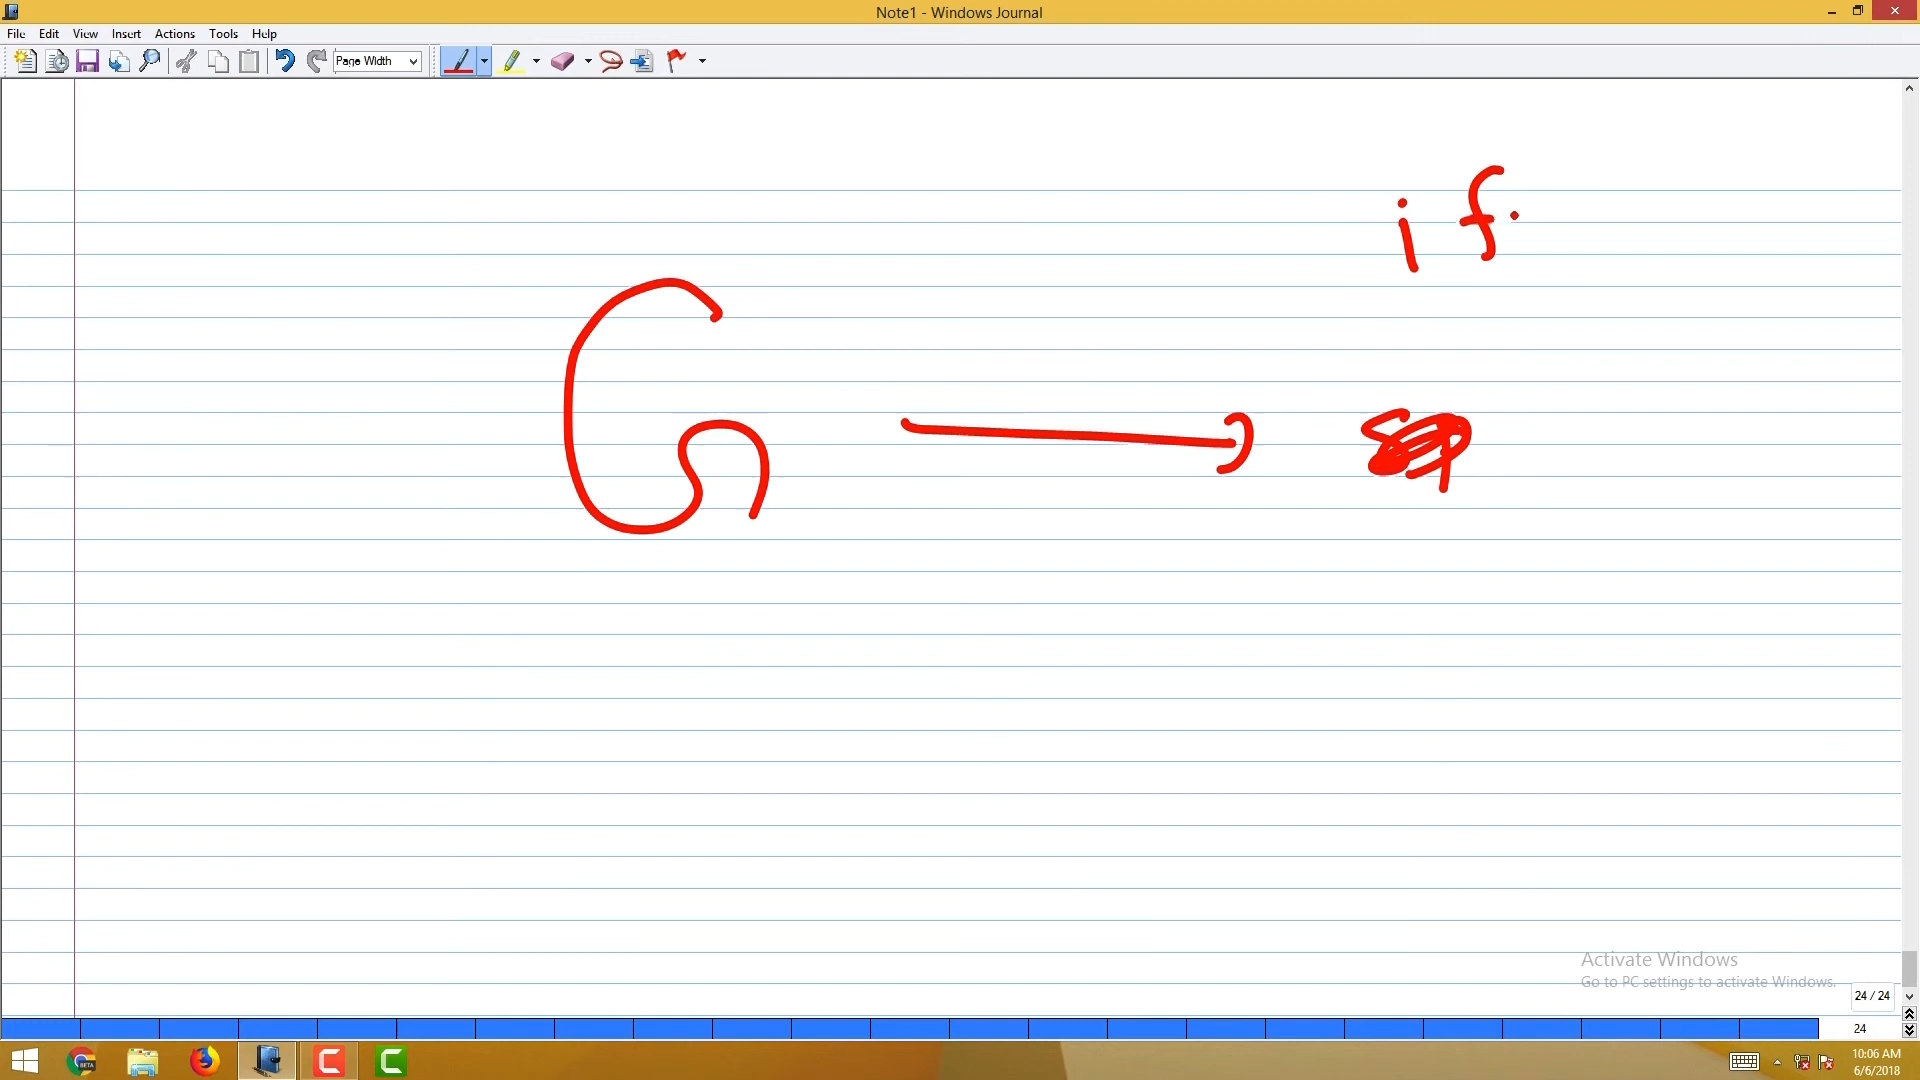 Note1 - Windows Journal
File Edit View Insert Actions Tools Help
Page Width
if
G
Activate Windows
Go to PC settings to activate Windows.
24 / 24
24
BETA
10:06 AM
6/6/2018